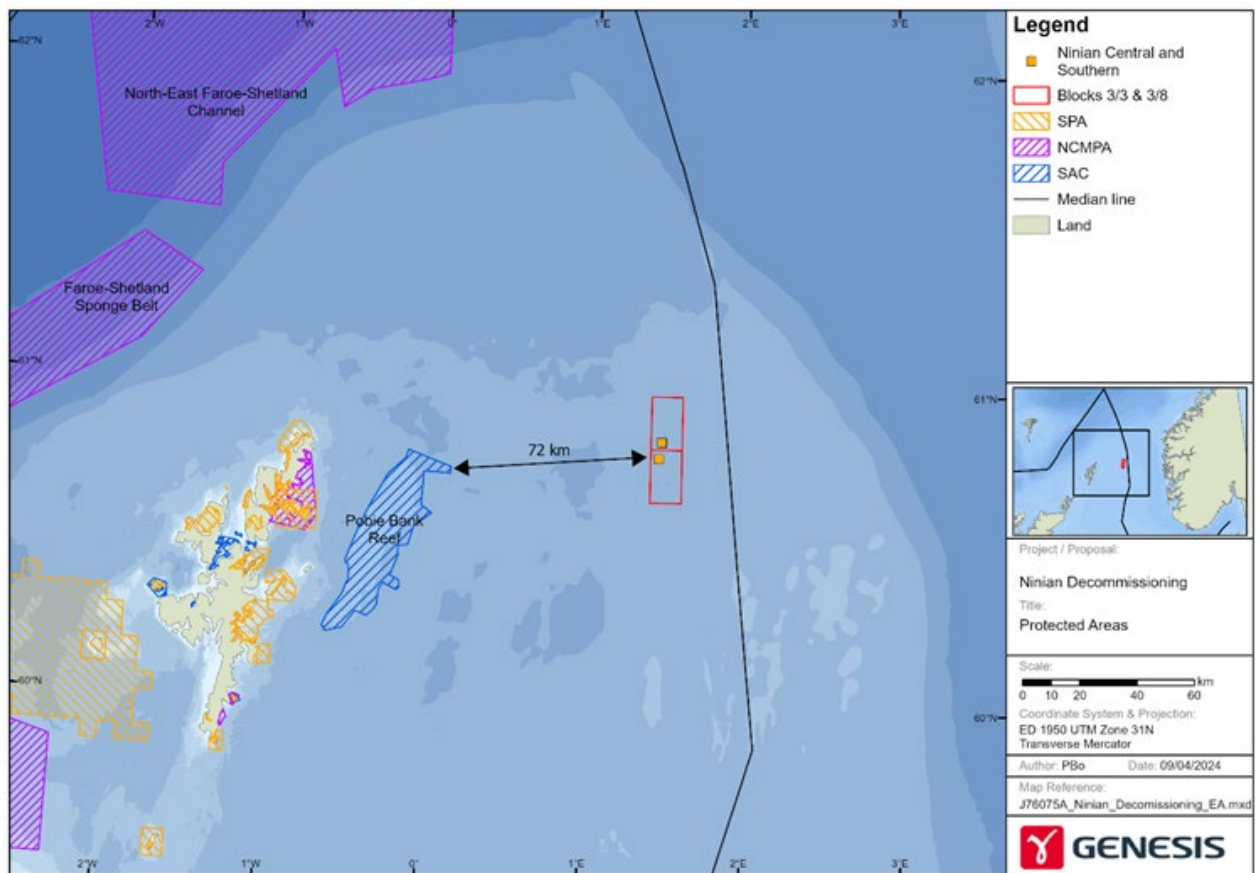 2°W
1°W
0°
1°E
2°E
3°E
62°N
62°N
North-East Faroe-Shetland
Channel
Faroe-Shetland
Sponge Belt
61°N
61°N
72 km
Pobie Bank
Reef
60°N
60°N
2°W
1°W
0°
1°E
2°E
3°E
Legend
Ninian Central and
Southern
Blocks 3/3 & 3/8
SPA
NCMPA
SAC
Median line
Land
Project / Proposal:
Ninian Decommissioning
Title:
Protected Areas
Scale:
km
0 10 20 40 60
Coordinate System & Projection:
ED 1950 UTM Zone 31N
Transverse Mercator
Author: PBo Date: 09/04/2024
Map Reference:
J76075A_Ninian_Decomissioning_EA.mxd
GENESIS